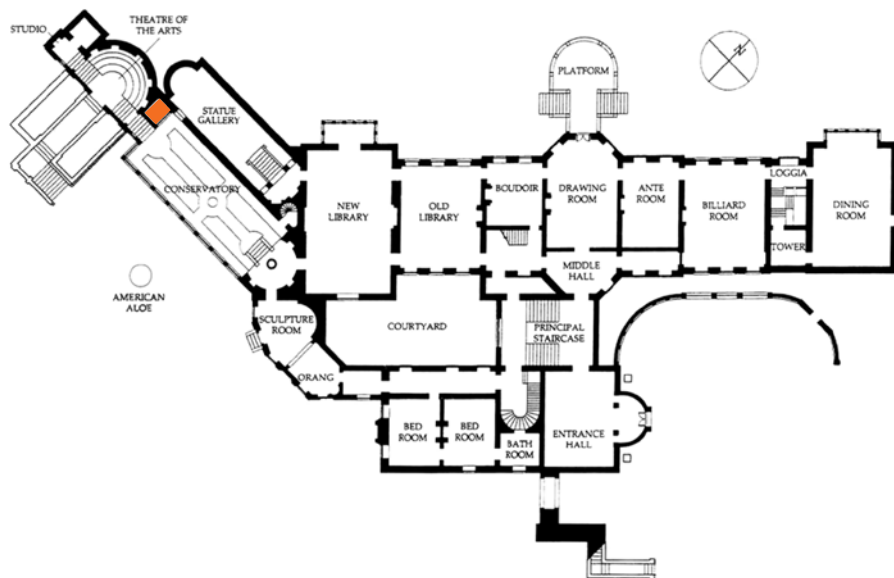 STUDIO
THEATRE OF
THE ARTS
STATUE
GALLERY
CONSERVATORY
AMERICAN
ALOE
PLATFORM
N
NEW
LIBRARY
OLD
LIBRARY
BOUDOIR
DRAWING
ROOM
ANTE
ROOM
BILLIARD
ROOM
LOGGIA
TOWER
DINING
ROOM
MIDDLE
HALL
SCULPTURE
ROOM
COURTYARD
PRINCIPAL
STAIRCASE
ORANG
BED
ROOM
BED
ROOM
BATH
ROOM
ENTRANCE
HALL